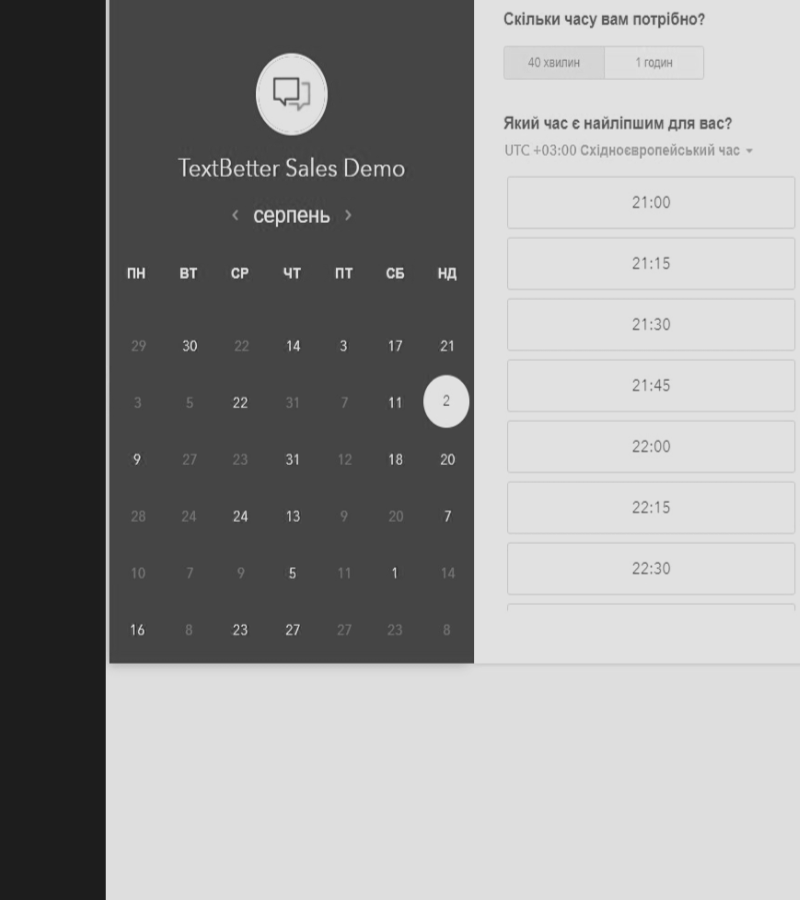 TextBetter Sales Demo
серпень
ПН ВТ СР ЧТ ПТ СБ НД
29 30 22 14 3 17 21
3 5 22 31 7 11 2
9 27 23 31 12 18 20
28 24 24 13 9 20 7
10 7 9 5 11 1 14
16 8 23 27 27 23 8
Скільки часу вам потрібно?
40 хвилин
1 годин
Який час є найліпшим для вас?
UTC +03:00 Східноєвропейський час
21:00
21:15
21:30
21:45
22:00
22:15
22:30